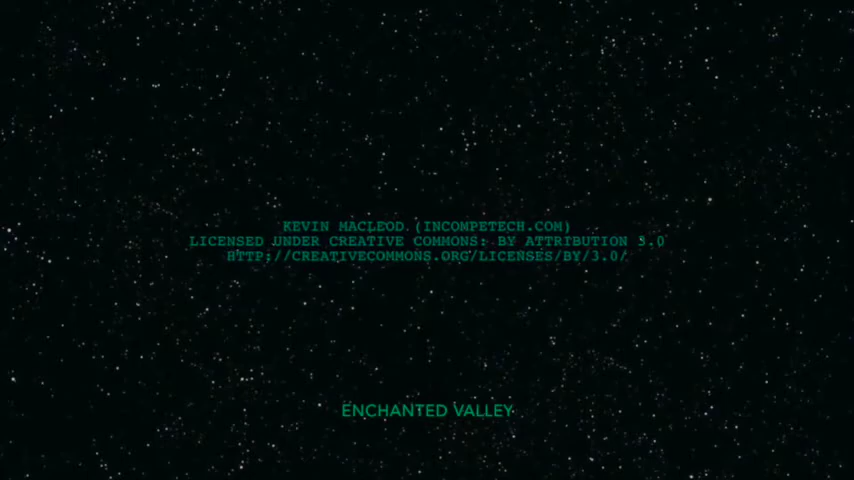 KEVIN MACLEOD (INCOMPETECH.COM)
LICENSED UNDER CREATIVE COMMONS: BY ATTRIBUTION 3.0
HTTP://CREATIVECOMMONS.ORG/LICENSES/BY/3.0/
ENCHANTED VALLEY